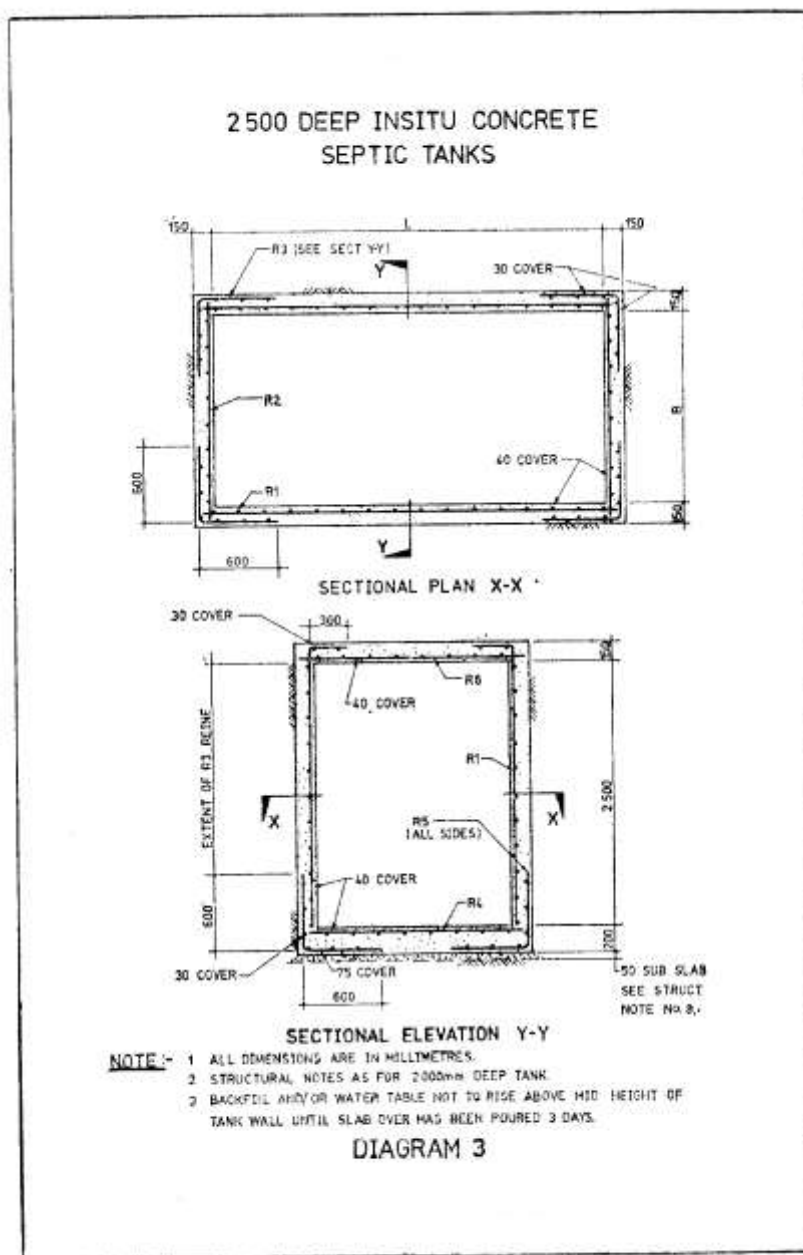 2500 DEEP INSITU CONCRETE
SEPTIC TANKS
150
L
150
R3 (SEE SECT Y-Y)
Y
30 COVER
150
R2
B
600
40 COVER
R1
150
Y
600
SECTIONAL PLAN X-X
30 COVER
300
150
R6
40 COVER
EXTENT OF R3 REINE
R1
2500
X
X
R5
(ALL SIDES)
40 COVER
R4
600
200
30 COVER
75 COVER
50 SUB SLAB
600
SEE STRUCT
NOTE No. 8.
SECTIONAL ELEVATION Y-Y
NOTE:- 1 ALL DIMENSIONS ARE IN MILLIMETRES.
2 STRUCTURAL NOTES AS FOR 2000mm DEEP TANK.
3 BACKFILL AND/OR WATER TABLE NOT TO RISE ABOVE MID HEIGHT OF
TANK WALL UNTIL SLAB OVER HAS BEEN POURED 3 DAYS.
DIAGRAM 3